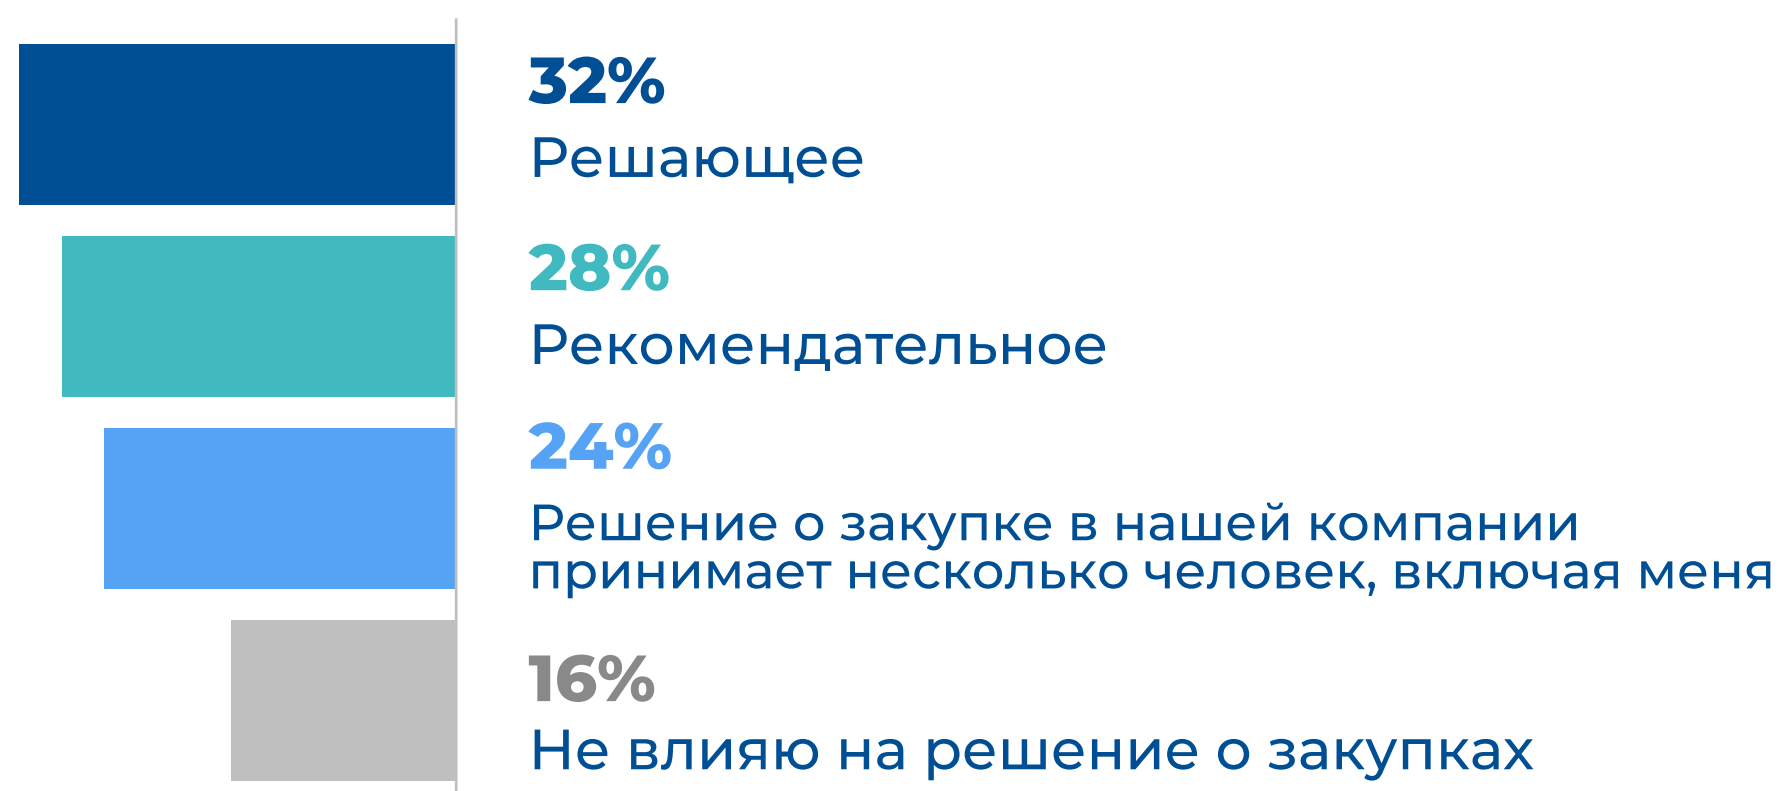 32%
Решающее
28%
Рекомендательное
24%
Решение о закупке в нашей компании
принимает несколько человек, включая меня
16%
Не влияю на решение о закупках